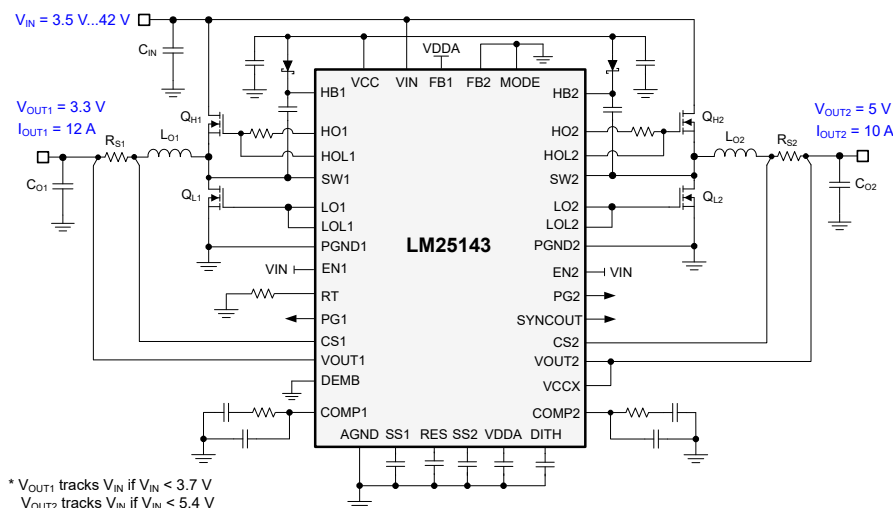 V_IN = 3.5 V...42 V
C_IN
VDDA
VCC VIN FB1 FB2 MODE
HB1
HB2
V_OUT1 = 3.3 V
I_OUT1 = 12 A
V_OUT2 = 5 V
I_OUT2 = 10 A
Q_H1
HO1
HO2
Q_H2
R_S1
L_O1
L_O2
R_S2
HOL1
HOL2
SW1
SW2
C_O1
Q_L1
Q_L2
C_O2
LO1
LO2
LOL1
LOL2
PGND1
LM25143
PGND2
VIN
EN1
EN2
VIN
RT
PG2
PG1
SYNCOUT
CS1
CS2
VOUT1
VOUT2
DEMB
VCCX
COMP1
COMP2
AGND SS1 RES SS2 VDDA DITH
* V_OUT1 tracks V_IN if V_IN < 3.7 V
V_OUT2 tracks V_IN if V_IN < 5.4 V